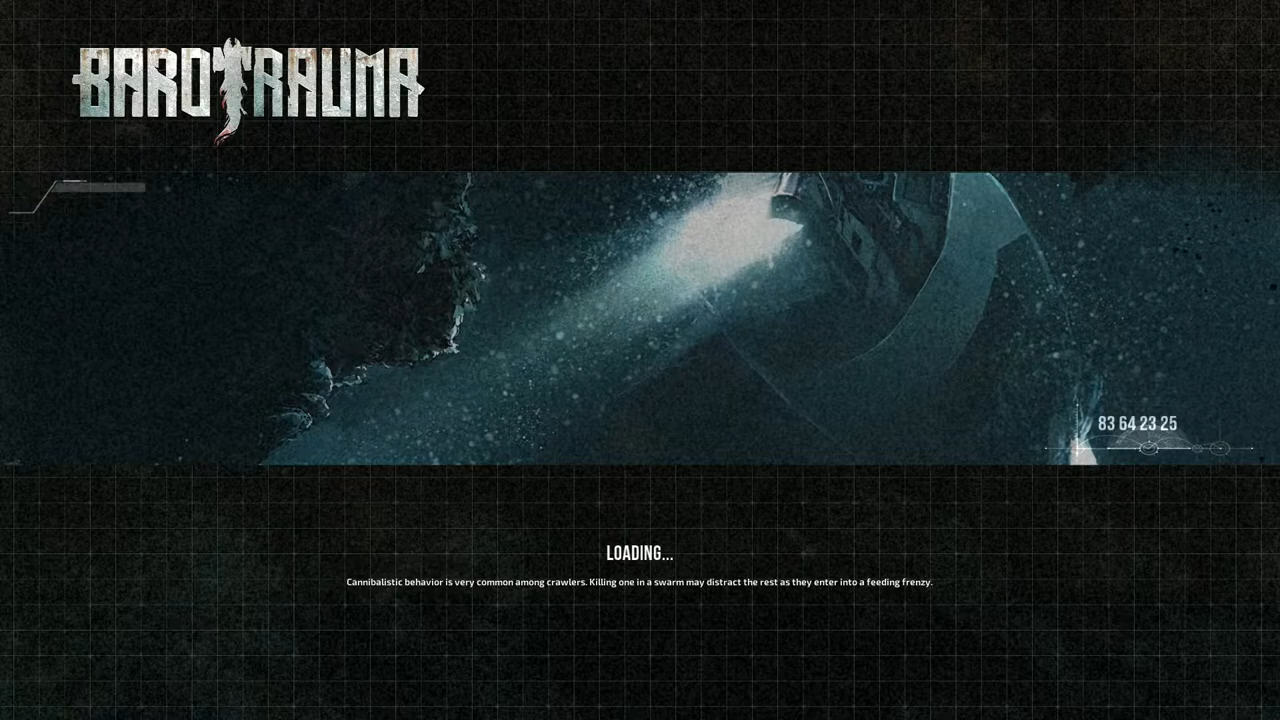 BAROTRAUMA
83 64 23 25
LOADING...
Cannibalistic behavior is very common among crawlers. Killing one in a swarm may distract the rest as they enter into a feeding frenzy.